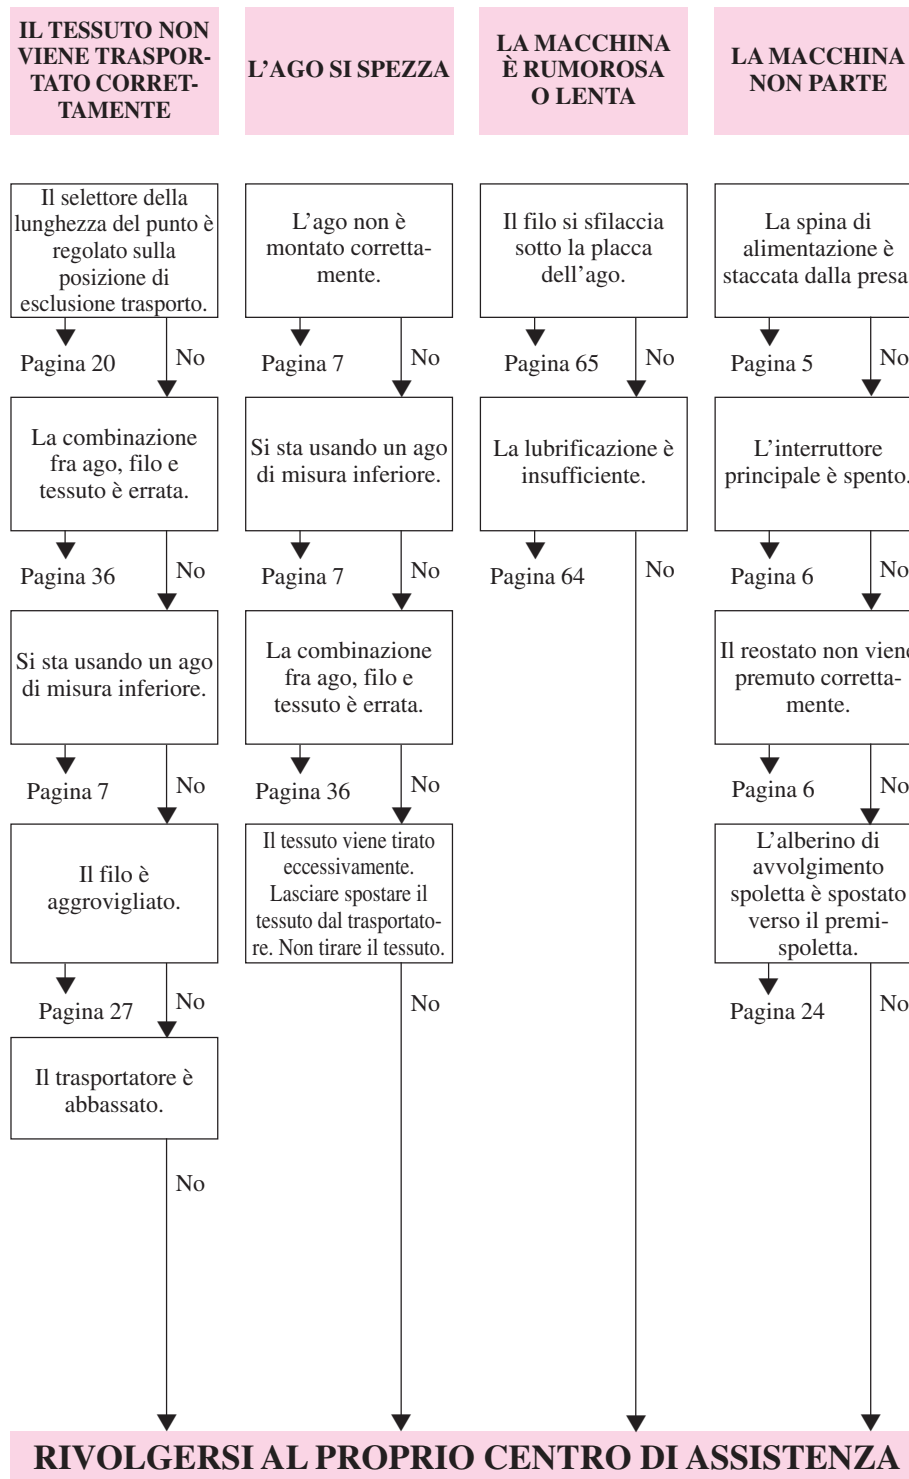 IL TESSUTO NON
VIENE TRASPOR-
TATO CORRET-
TAMENTE
Il selettore della
lunghezza del punto è
regolato sulla
posizione di
esclusione trasporto.
Pagina 20
No
La combinazione
fra ago, filo e
tessuto è errata.
Pagina 36
No
Si sta usando un ago
di misura inferiore.
Pagina 7
No
Il filo è
aggrovigliato.
Pagina 27
No
Il trasportatore è
abbassato.
No
L'AGO SI SPEZZA
L'ago non è
montato corretta-
mente.
Pagina 7
No
Si sta usando un ago
di misura inferiore.
Pagina 7
No
La combinazione
fra ago, filo e
tessuto è errata.
Pagina 36
No
Il tessuto viene tirato
eccessivamente.
Lasciare spostare il
tessuto dal trasportato-
re. Non tirare il tessuto.
No
LA MACCHINA
È RUMOROSA
O LENTA
Il filo si sfilaccia
sotto la placca
dell'ago.
Pagina 65
No
La lubrificazione è
insufficiente.
Pagina 64
No
LA MACCHINA
NON PARTE
La spina di
alimentazione è
staccata dalla presa
Pagina 5
No
L'interruttore
principale è spento.
Pagina 6
No
Il reostato non viene
premuto corretta-
mente.
Pagina 6
No
L'alberino di
avvolgimento
spoletta è spostato
verso il premi-
spoletta.
Pagina 24
No
RIVOLGERSI AL PROPRIO CENTRO DI ASSISTENZA